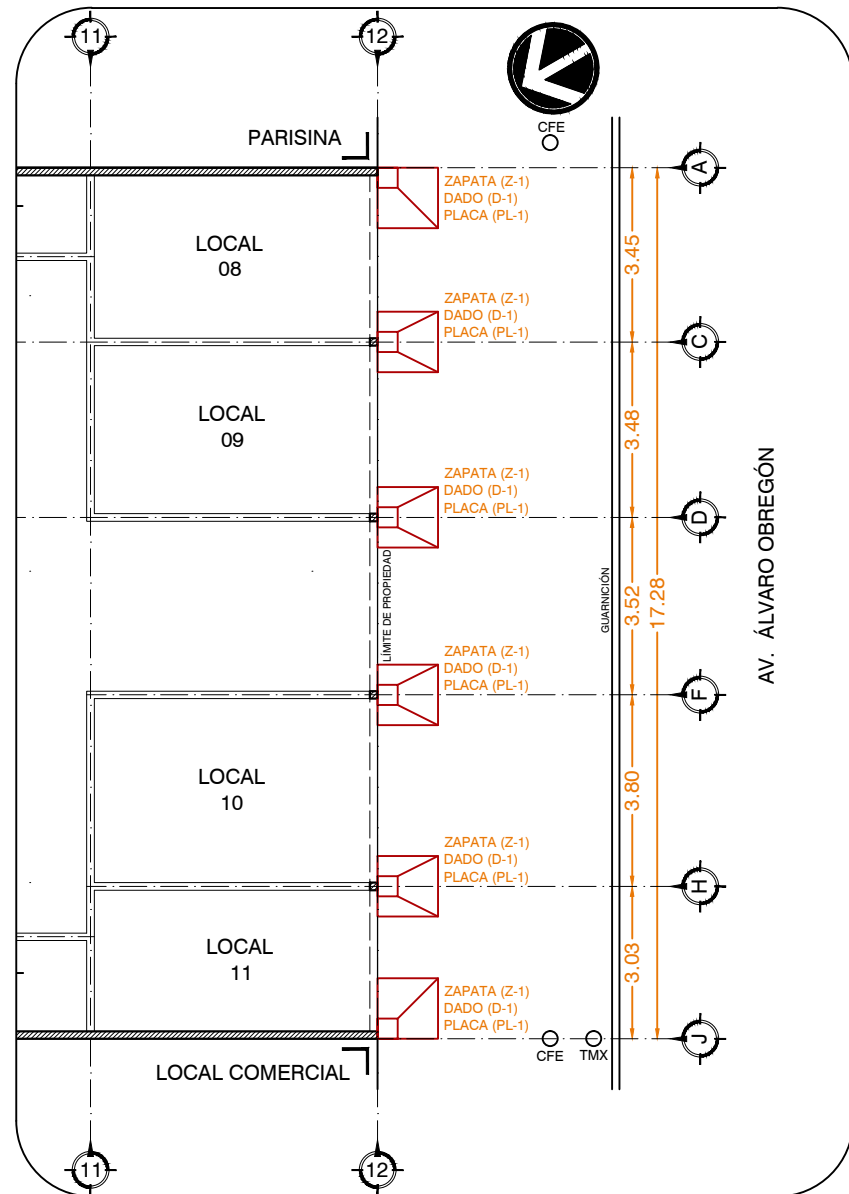 11
12
CFE
PARISINA
A
ZAPATA (Z-1)
DADO (D-1)
PLACA (PL-1)
LOCAL
08
3.45
ZAPATA (Z-1)
DADO (D-1)
PLACA (PL-1)
C
LOCAL
09
3.48
ZAPATA (Z-1)
DADO (D-1)
PLACA (PL-1)
D
LÍMITE DE PROPIEDAD
GUARNICIÓN
3.52
17.28
AV. ÁLVARO OBREGÓN
ZAPATA (Z-1)
DADO (D-1)
PLACA (PL-1)
F
LOCAL
10
3.80
ZAPATA (Z-1)
DADO (D-1)
PLACA (PL-1)
H
LOCAL
11
3.03
ZAPATA (Z-1)
DADO (D-1)
PLACA (PL-1)
J
CFE
TMX
LOCAL COMERCIAL
11
12